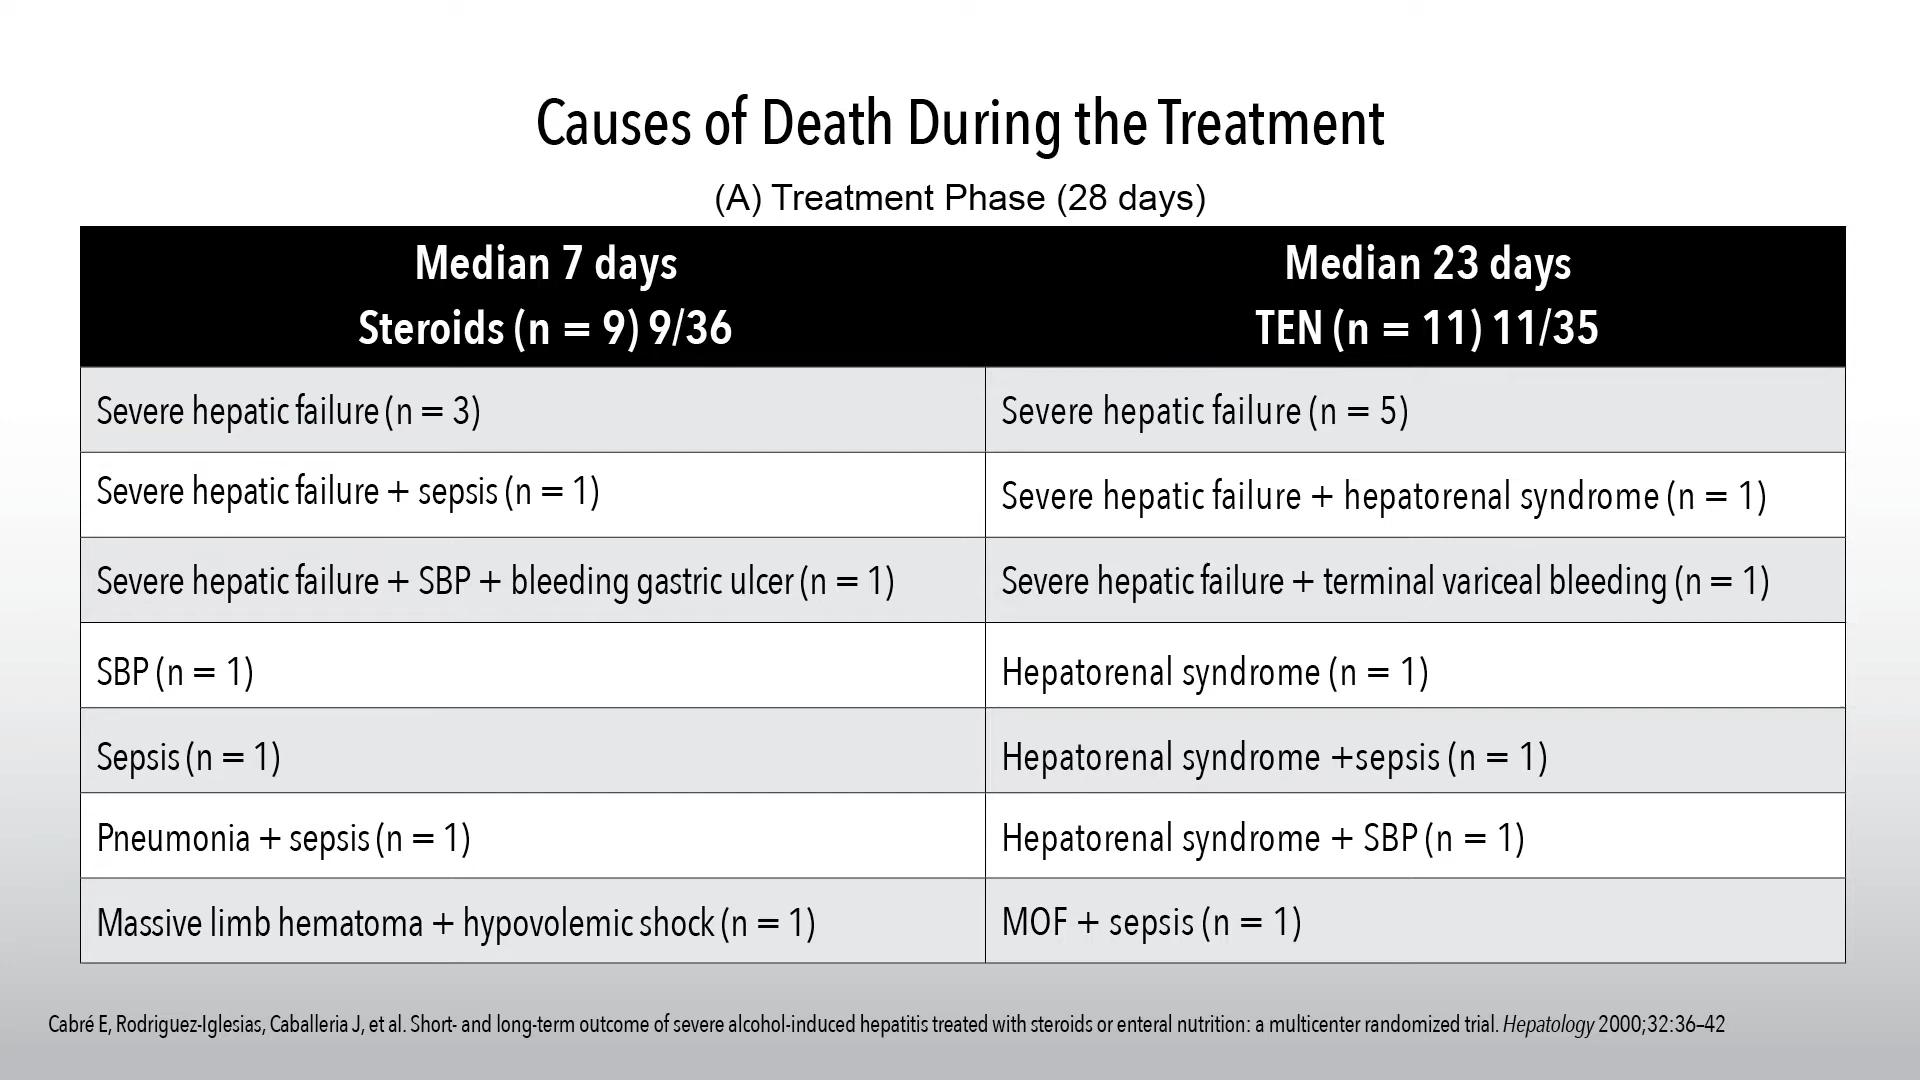 Causes of Death During the Treatment
(A) Treatment Phase (28 days)
Median 7 days
Steroids (n = 9) 9/36
Median 23 days
TEN (n = 11) 11/35
Severe hepatic failure (n = 3)
Severe hepatic failure (n = 5)
Severe hepatic failure + sepsis (n = 1)
Severe hepatic failure + hepatorenal syndrome (n = 1)
Severe hepatic failure + SBP + bleeding gastric ulcer (n = 1)
Severe hepatic failure + terminal variceal bleeding (n = 1)
SBP (n = 1)
Hepatorenal syndrome (n = 1)
Sepsis (n = 1)
Hepatorenal syndrome +sepsis (n = 1)
Pneumonia + sepsis (n = 1)
Hepatorenal syndrome + SBP (n = 1)
Massive limb hematoma + hypovolemic shock (n = 1)
MOF + sepsis (n = 1)
Cabré E, Rodriguez-Iglesias, Caballeria J, et al. Short- and long-term outcome of severe alcohol-induced hepatitis treated with steroids or enteral nutrition: a multicenter randomized trial. Hepatology 2000;32:36–42